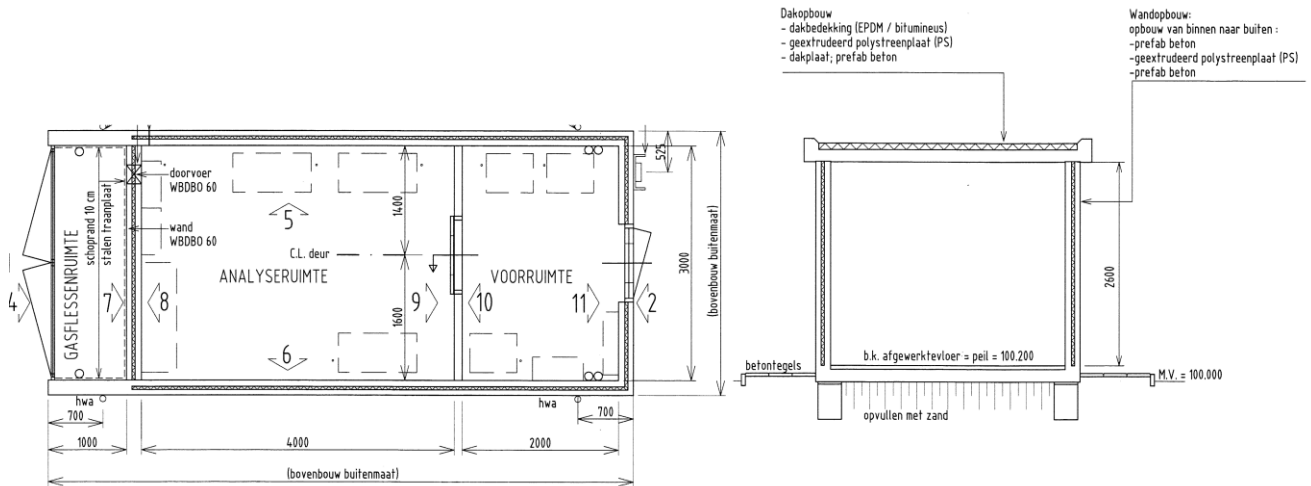 Dakopbouw
- dakbedekking (EPDM / bitumineus)
- geextrudeerd polystreenplaat (PS)
- dakplaat; prefab beton
Wandopbouw:
opbouw van binnen naar buiten :
-prefab beton
-geextrudeerd polystreenplaat (PS)
-prefab beton
GASFLESSENRUIMTE
schoprand 10 cm
stalen traanplaat
doorvoer
WBDBO 60
wand
WBDBO 60
5
1400
C.L. deur
ANALYSERUIMTE
VOORRUIMTE
525
3000
(bovenbouw buitenmaat)
4
7
8
9
10
11
2
6
1600
hwa
hwa
700
700
1000
4000
2000
(bovenbouw buitenmaat)
2600
b.k. afgewerktevloer = peil = 100.200
betontegels
M.V. = 100.000
opvullen met zand